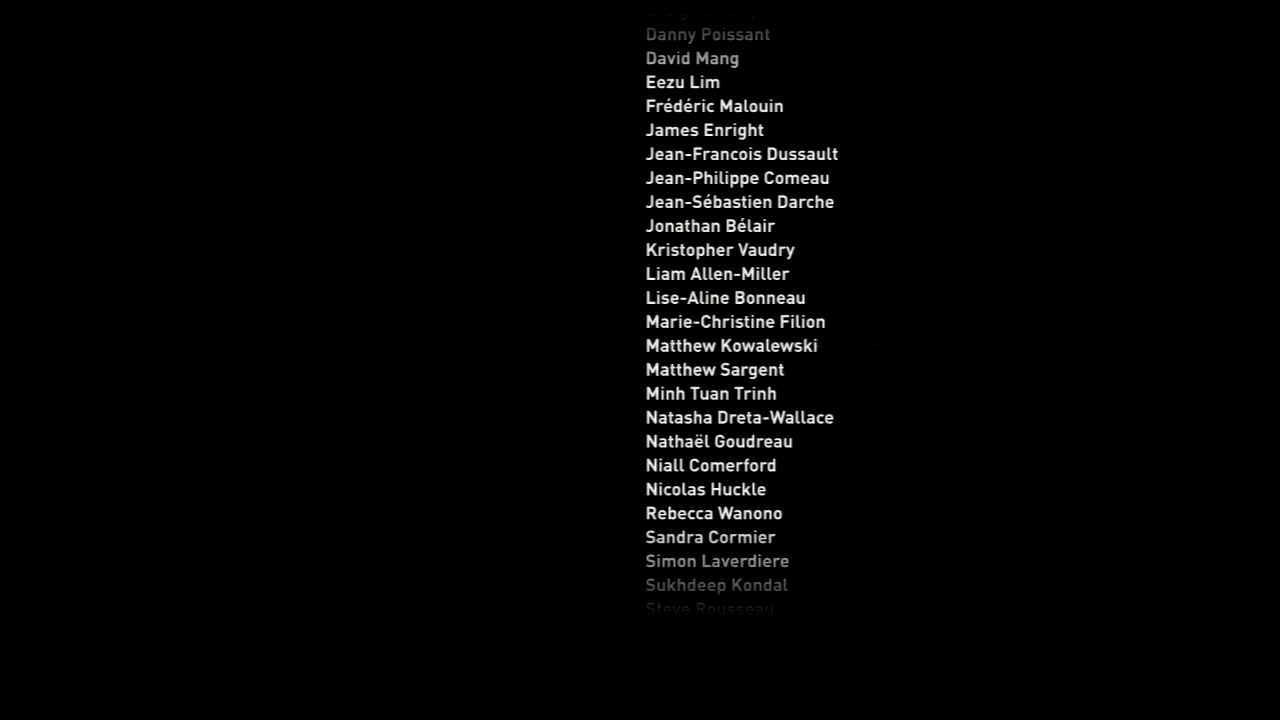 Danny Poissant
David Mang
Eezu Lim
Frédéric Malouin
James Enright
Jean-Francois Dussault
Jean-Philippe Comeau
Jean-Sébastien Darche
Jonathan Bélair
Kristopher Vaudry
Liam Allen-Miller
Lise-Aline Bonneau
Marie-Christine Filion
Matthew Kowalewski
Matthew Sargent
Minh Tuan Trinh
Natasha Dreta-Wallace
Nathaël Goudreau
Niall Comerford
Nicolas Huckle
Rebecca Wanono
Sandra Cormier
Simon Laverdiere
Sukhdeep Kondal
Steve Rousseau